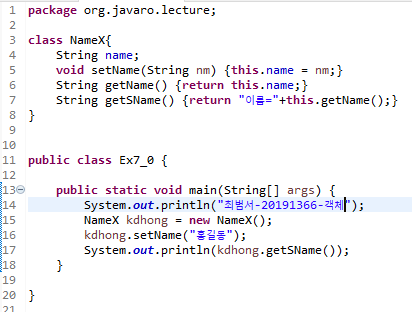 1 package org.javaro.lecture;
2
3 class NameX{
4 String name;
5 void setName(String nm) {this.name = nm;}
6 String getName() {return this.name;}
7 String getSName() {return "이름="+this.getName();}
8 }
9
10
11 public class Ex7_0 {
12
13 public static void main(String[] args) {
14 System.out.println("최범서-20191366-객체");
15 NameX kdhong = new NameX();
16 kdhong.setName("홍길동");
17 System.out.println(kdhong.getSName());
18 }
19
20 }
21